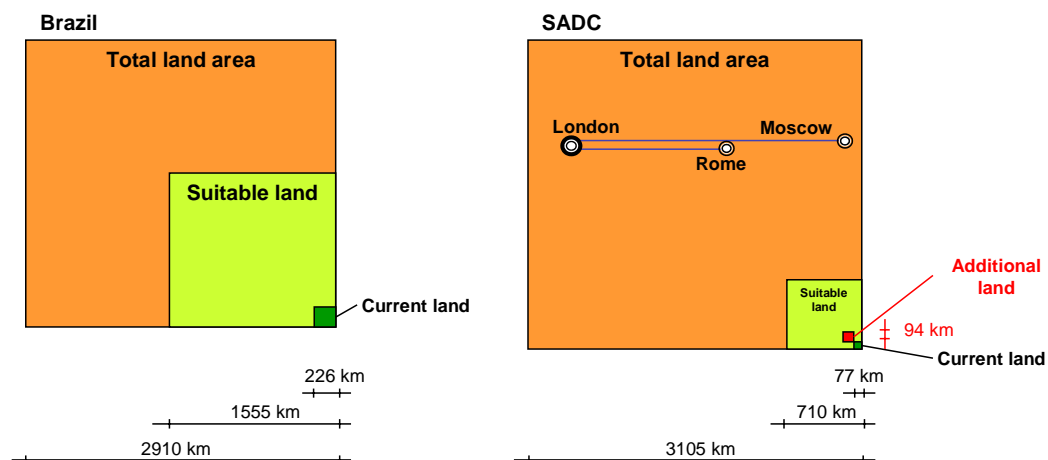 Brazil
Total land area
Suitable land
Current land
226 km
1555 km
2910 km
SADC
Total land area
London
Moscow
Rome
Suitable
land
Additional
land
94 km
Current land
77 km
710 km
3105 km